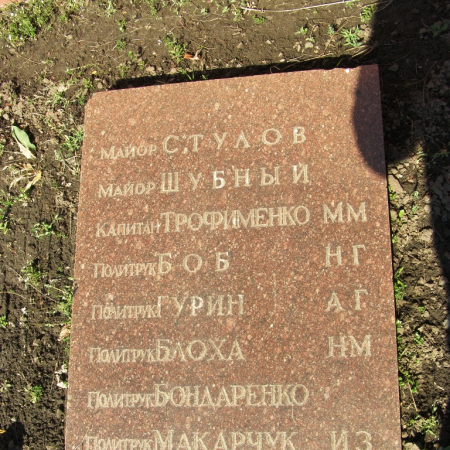 Майор СТУЛОВ
Майор ШУБНЫЙ
Капитан ТРОФИМЕНКО ММ
Политрук БОБ НГ
Политрук ГУРИН АГ
Политрук БЛОХА НМ
Политрук БОНДАРЕНКО
Политрук МАКАРЧУК ИЗ